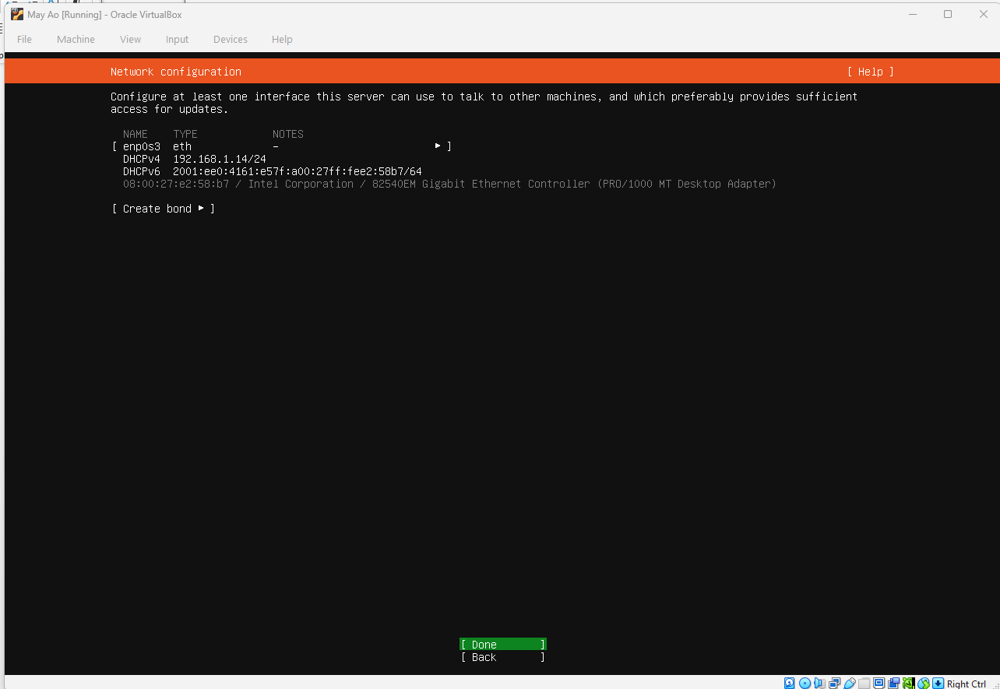 May Ao [Running] - Oracle VirtualBox
File Machine View Input Devices Help
Network configuration [ Help ]
Configure at least one interface this server can use to talk to other machines, and which preferably provides sufficient
access for updates.
NAME TYPE NOTES
[ enp0s3 eth - ▸ ]
DHCPv4 192.168.1.14/24
DHCPv6 2001:ee0:4161:e57f:a00:27ff:fee2:58b7/64
08:00:27:e2:58:b7 / Intel Corporation / 82540EM Gigabit Ethernet Controller (PRO/1000 MT Desktop Adapter)
[ Create bond ▸ ]
[ Done ]
[ Back ]
Right Ctrl